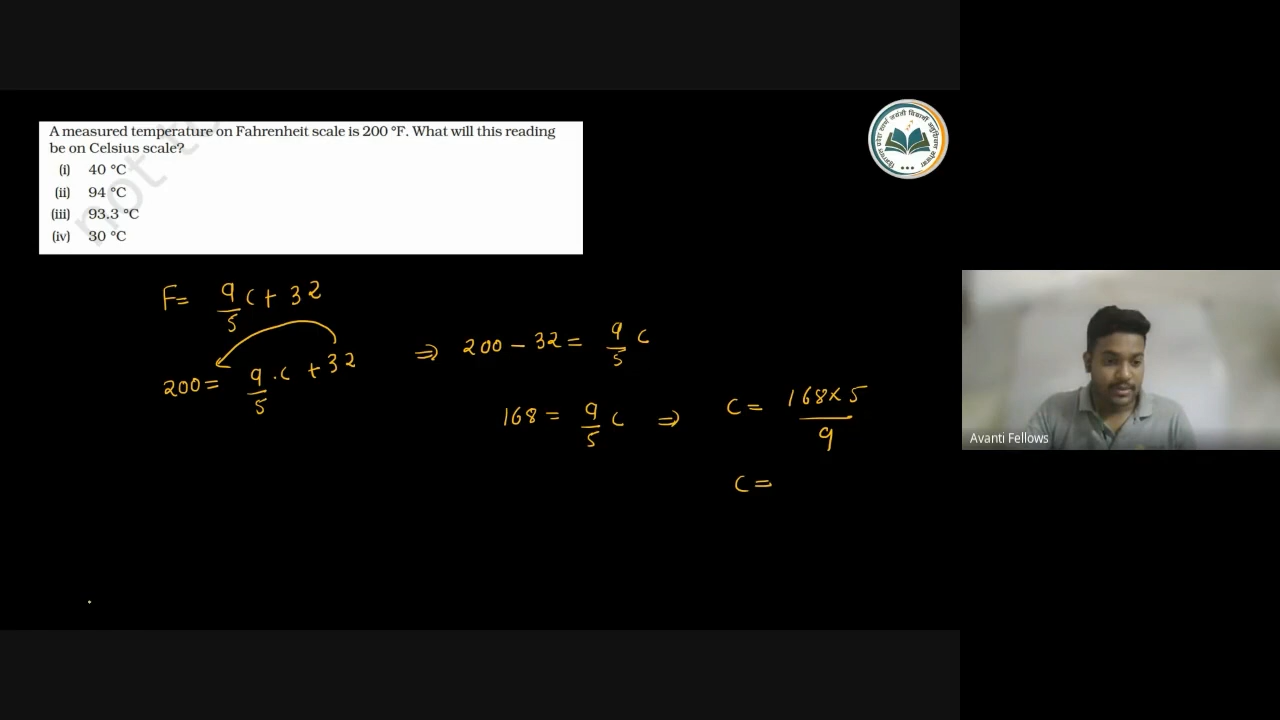 A measured temperature on Fahrenheit scale is 200 °F. What will this reading
be on Celsius scale?
(i) 40 °C
(ii) 94 °C
(iii) 93.3 °C
(iv) 30 °C
not t
F= 9/5 C + 32
200= 9/5 . C + 32
⇒ 200 - 32 = 9/5 C
168 = 9/5 C ⇒ C = 168×5/9
C =
Avanti Fellows